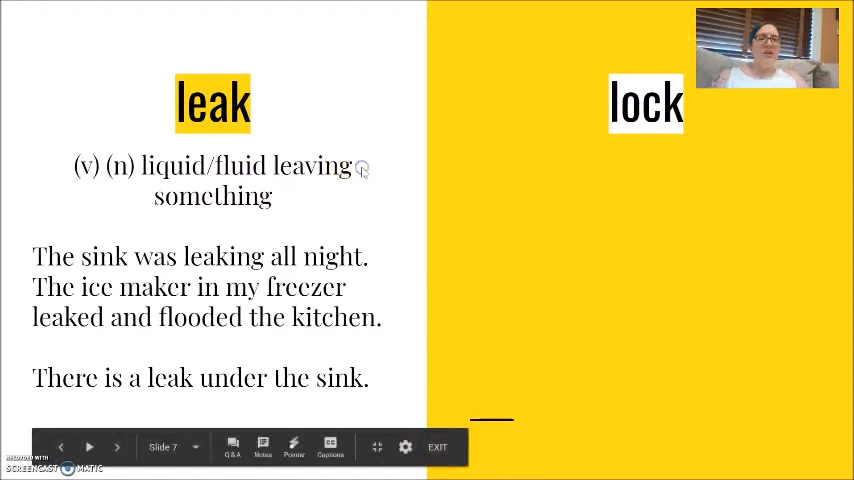 leak
(v) (n) liquid/fluid leaving
something
The sink was leaking all night.
The ice maker in my freezer
leaked and flooded the kitchen.
There is a leak under the sink.
lock
Slide 7
Q & A
Notes
Pointer
Captions
EXIT
RECORDED WITH
SCREENCAST MATIC